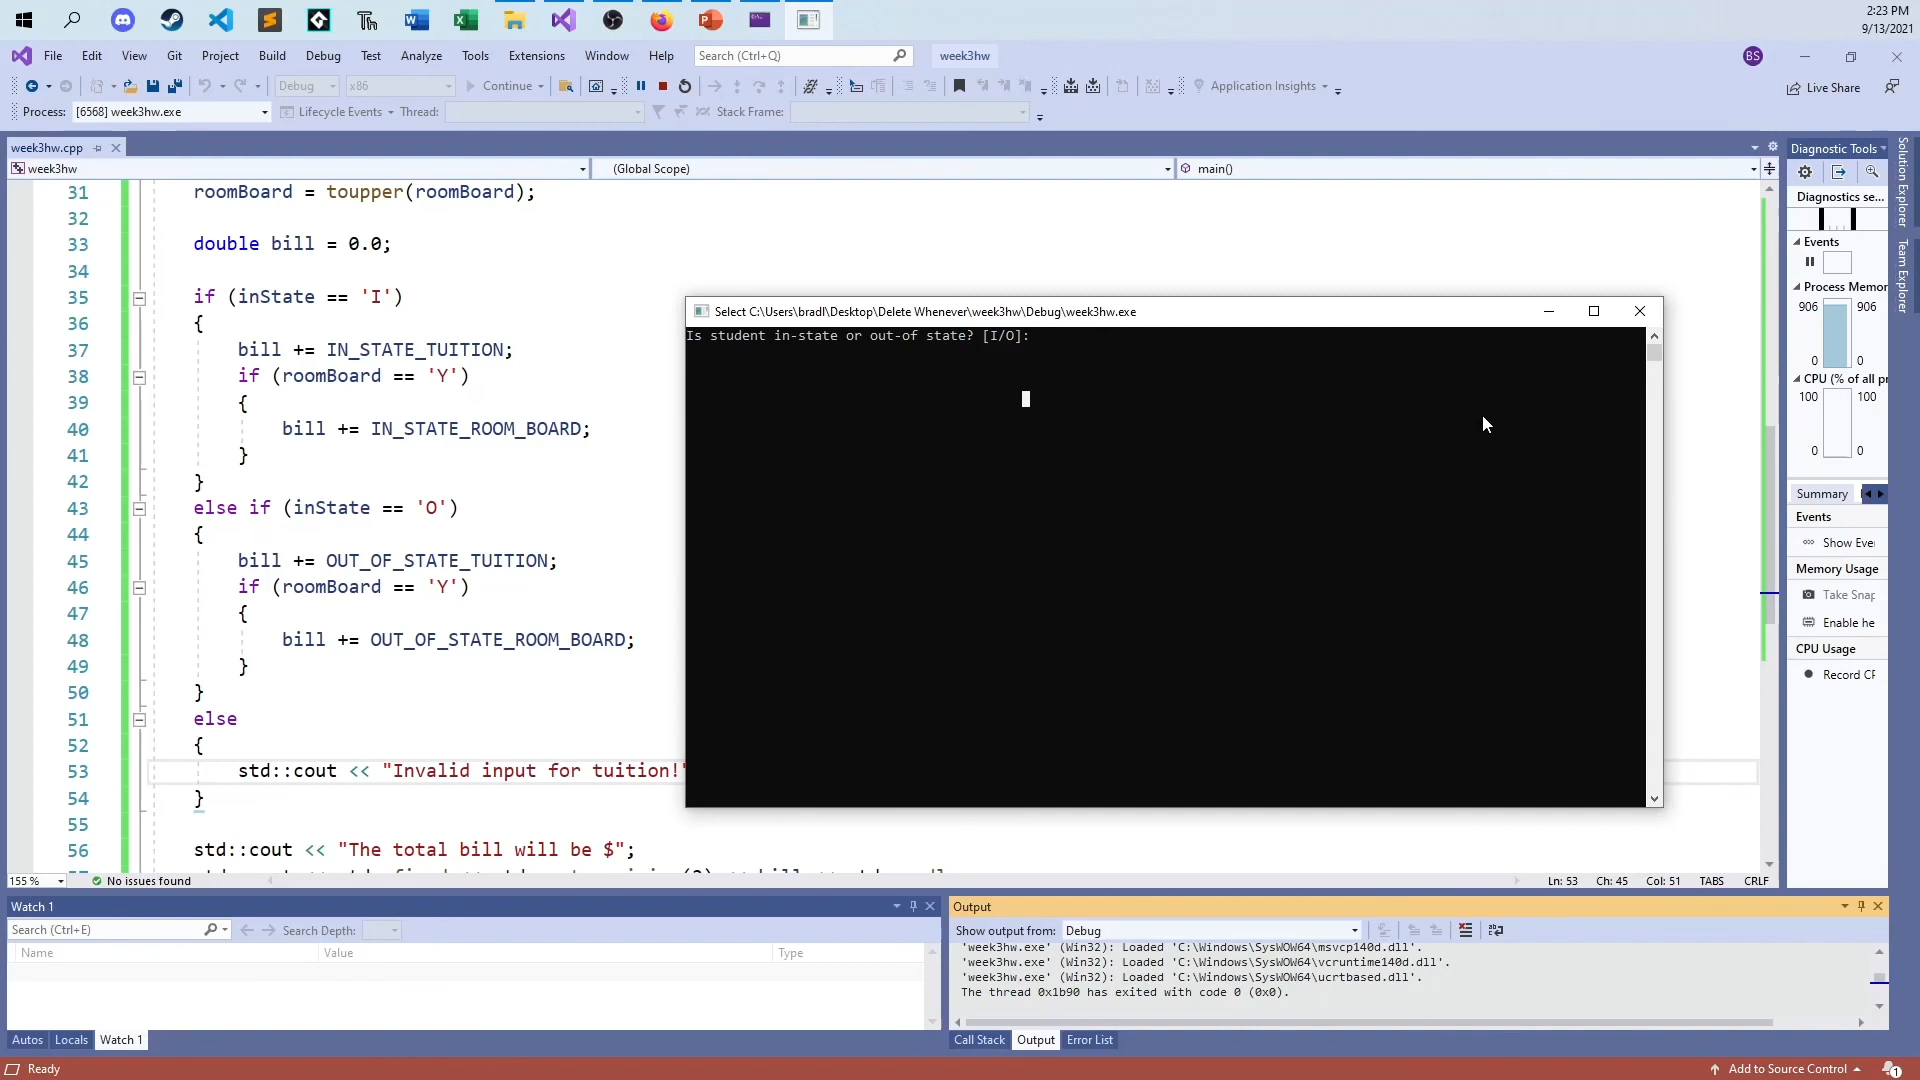 2:23 PM
9/13/2021
File Edit View Git Project Build Debug Test Analyze Tools Extensions Window Help Search (Ctrl+Q) week3hw BS
Debug x86 Continue Application Insights Live Share
Process: [6568] week3hw.exe Lifecycle Events Thread: Stack Frame:
week3hw.cpp
week3hw (Global Scope) main()
31 roomBoard = toupper(roomBoard);
32
33 double bill = 0.0;
34
35 if (inState == 'I')
36 {
37 bill += IN_STATE_TUITION;
38 if (roomBoard == 'Y')
39 {
40 bill += IN_STATE_ROOM_BOARD;
41 }
42 }
43 else if (inState == 'O')
44 {
45 bill += OUT_OF_STATE_TUITION;
46 if (roomBoard == 'Y')
47 {
48 bill += OUT_OF_STATE_ROOM_BOARD;
49 }
50 }
51 else
52 {
53 std::cout << "Invalid input for tuition!"
54 }
55
56 std::cout << "The total bill will be $";
Select C:\Users\bradl\Desktop\Delete Whenever\week3hw\Debug\week3hw.exe
Is student in-state or out-of state? [I/O]:
Diagnostic Tools
Diagnostics se...
Events
Process Memor
906 906
0 0
CPU (% of all pr
100 100
0 0
Summary
Events
Show Eve
Memory Usage
Take Snap
Enable he
CPU Usage
Record CP
Solution Explorer
Team Explorer
155 % No issues found Ln: 53 Ch: 45 Col: 51 TABS CRLF
Watch 1
Search (Ctrl+E) Search Depth:
Name Value Type
Autos Locals Watch 1
Output
Show output from: Debug
'week3hw.exe' (Win32): Loaded 'C:\Windows\SysWOW64\msvcp140d.dll'.
'week3hw.exe' (Win32): Loaded 'C:\Windows\SysWOW64\vcruntime140d.dll'.
'week3hw.exe' (Win32): Loaded 'C:\Windows\SysWOW64\ucrtbased.dll'.
The thread 0x1b90 has exited with code 0 (0x0).
Call Stack Output Error List
Ready Add to Source Control 1